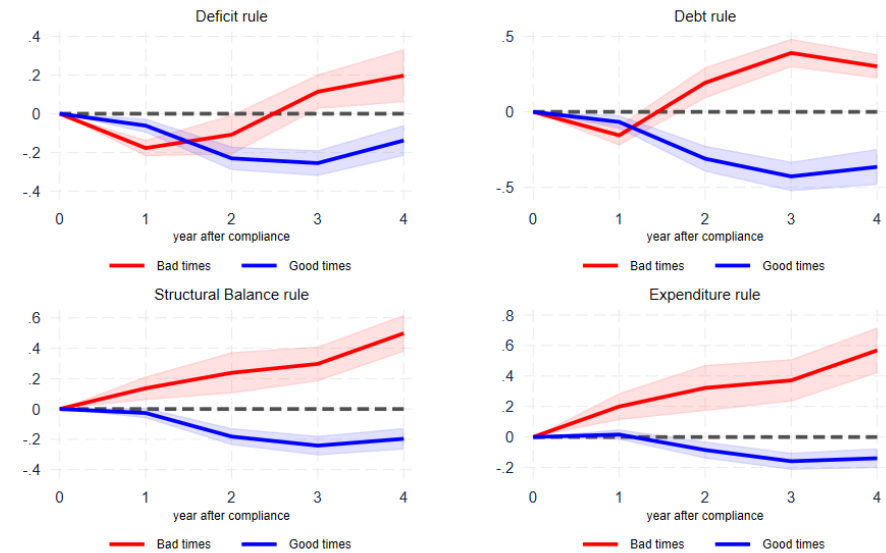 Deficit rule
.4
.2
0
-.2
-.4
0 1 2 3 4
year after compliance
Bad times Good times
Debt rule
.5
0
-.5
0 1 2 3 4
year after compliance
Bad times Good times
Structural Balance rule
.6
.4
.2
0
-.2
-.4
0 1 2 3 4
year after compliance
Bad times Good times
Expenditure rule
.8
.6
.4
.2
0
-.2
0 1 2 3 4
year after compliance
Bad times Good times